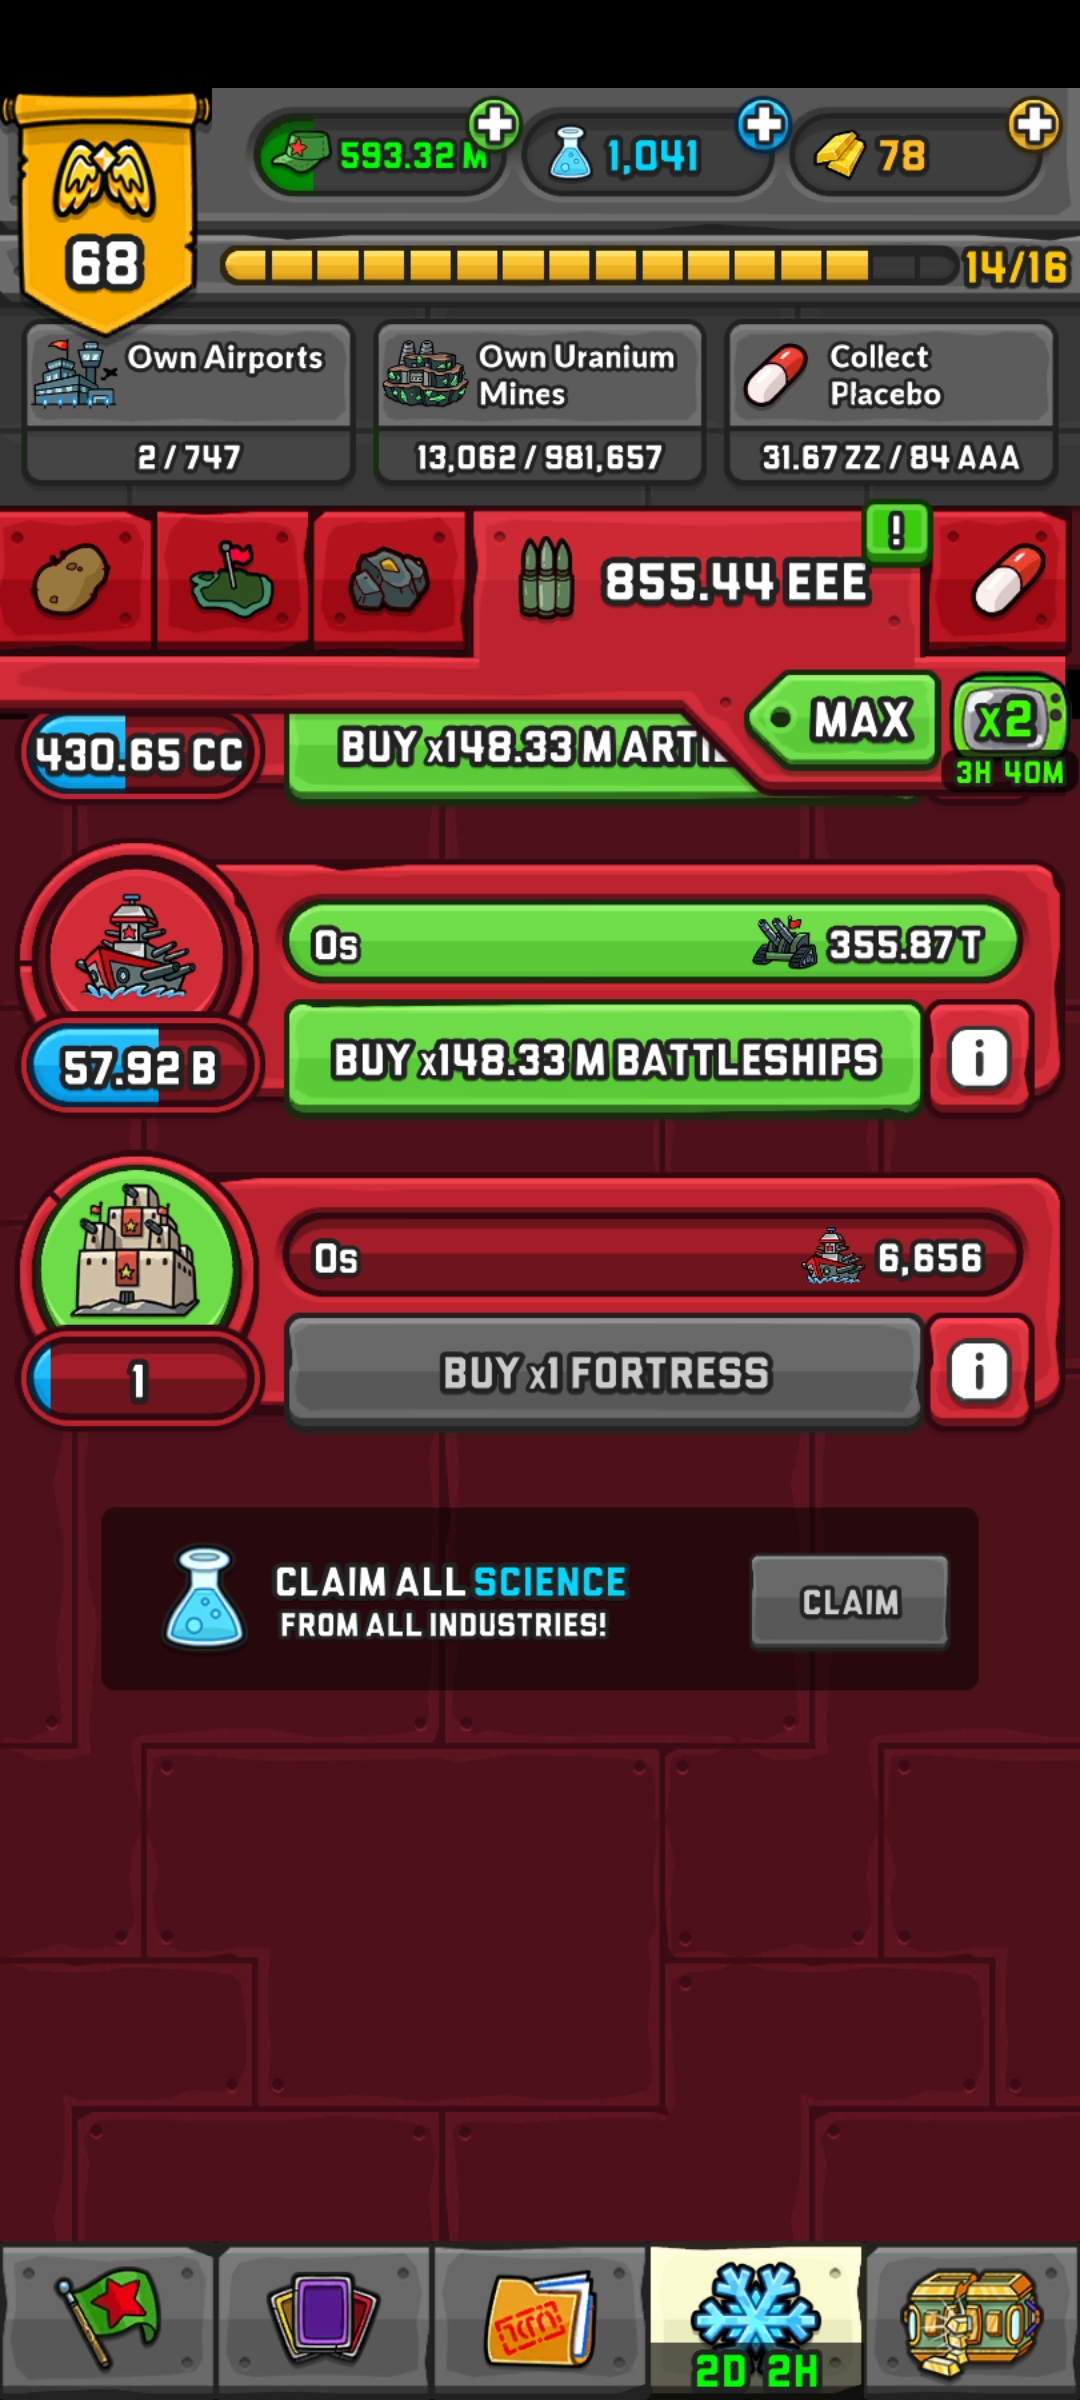 593.32 M
1,041
78
68
14/16
Own Airports
2 / 747
Own Uranium
Mines
13,062 / 981,657
Collect
Placebo
31.67 ZZ / 84 AAA
855.44 EEE
!
MAX
x2
3H 40M
430.65 CC
BUY x148.33 M
0s
355.87 T
57.92 B
BUY x148.33 M BATTLESHIPS
i
0s
6,656
1
BUY x1 FORTRESS
i
CLAIM ALL SCIENCE
FROM ALL INDUSTRIES!
CLAIM
2D 2H